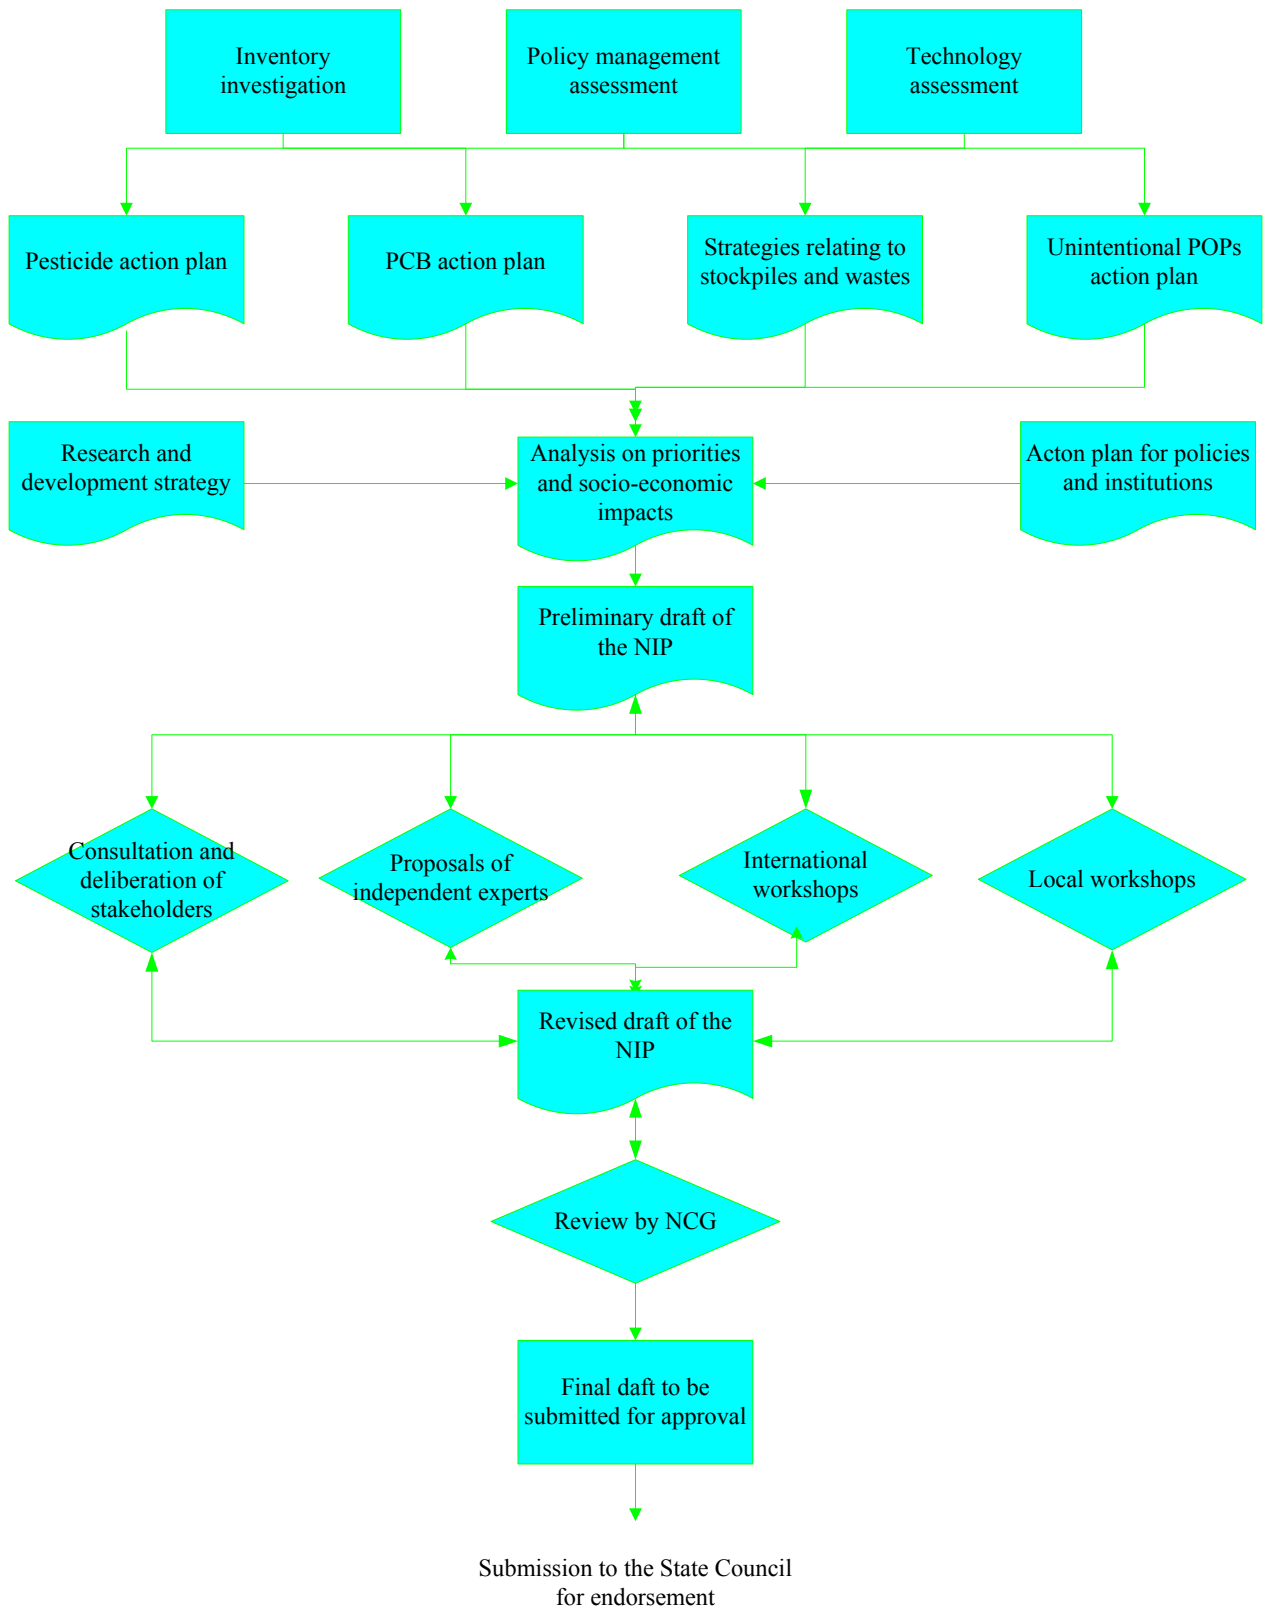 Inventory
investigation
Policy management
assessment
Technology
assessment
Pesticide action plan
PCB action plan
Strategies relating to
stockpiles and wastes
Unintentional POPs
action plan
Research and
development strategy
Analysis on priorities
and socio-economic
impacts
Acton plan for policies
and institutions
Preliminary draft of
the NIP
Consultation and
deliberation of
stakeholders
Proposals of
independent experts
International
workshops
Local workshops
Revised draft of the
NIP
Review by NCG
Final daft to be
submitted for approval
Submission to the State Council
for endorsement